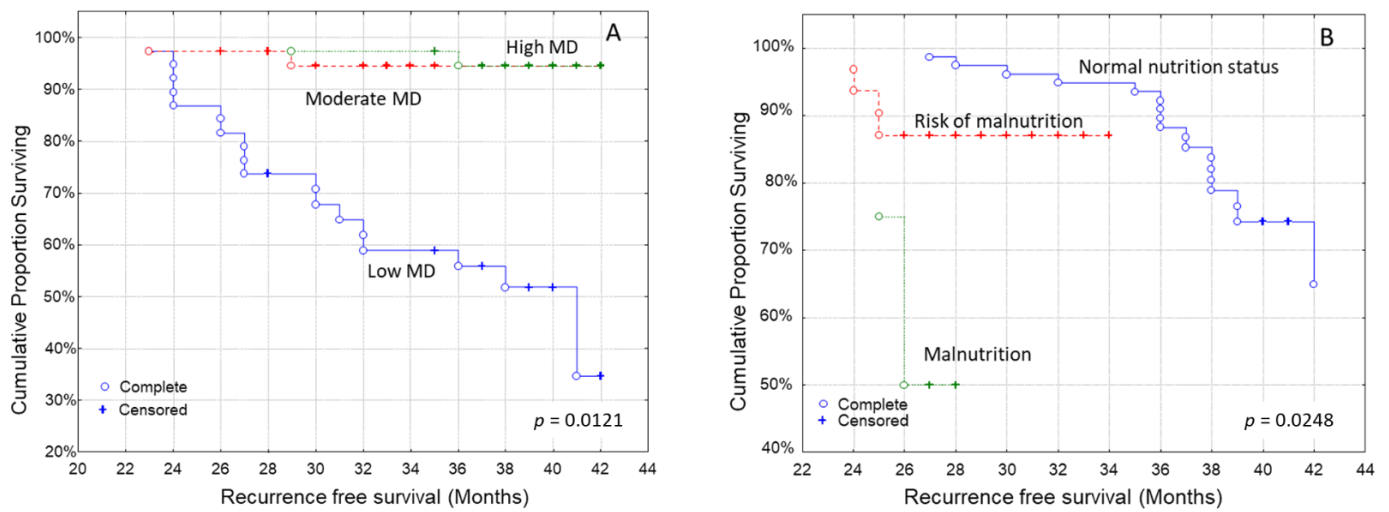 A
Cumulative Proportion Surviving
100%
90%
80%
70%
60%
50%
40%
30%
20%
High MD
Moderate MD
Low MD
Complete
Censored
p = 0.0121
20 22 24 26 28 30 32 34 36 38 40 42 44
Recurrence free survival (Months)
B
Cumulative Proportion Surviving
100%
90%
80%
70%
60%
50%
40%
Normal nutrition status
Risk of malnutrition
Malnutrition
Complete
Censored
p = 0.0248
22 24 26 28 30 32 34 36 38 40 42 44
Recurrence free survival (Months)